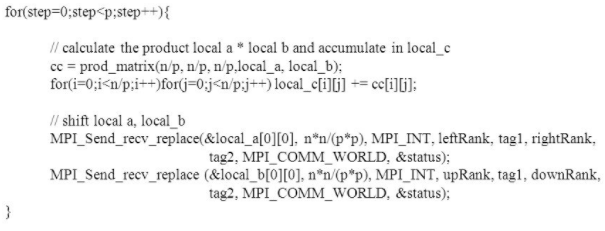 for(step=0;step<p;step++){
// calculate the product local a * local b and accumulate in local_c
cc = prod_matrix(n/p, n/p, n/p,local_a, local_b);
for(i=0;i<n/p;i++)for(j=0;j<n/p;j++) local_c[i][j] += cc[i][j];
// shift local a, local_b
MPI_Send_recv_replace(&local_a[0][0], n*n/(p*p), MPI_INT, leftRank, tag1, rightRank,
tag2, MPI_COMM_WORLD, &status);
MPI_Send_recv_replace (&local_b[0][0], n*n/(p*p), MPI_INT, upRank, tag1, downRank,
tag2, MPI_COMM_WORLD, &status);
}